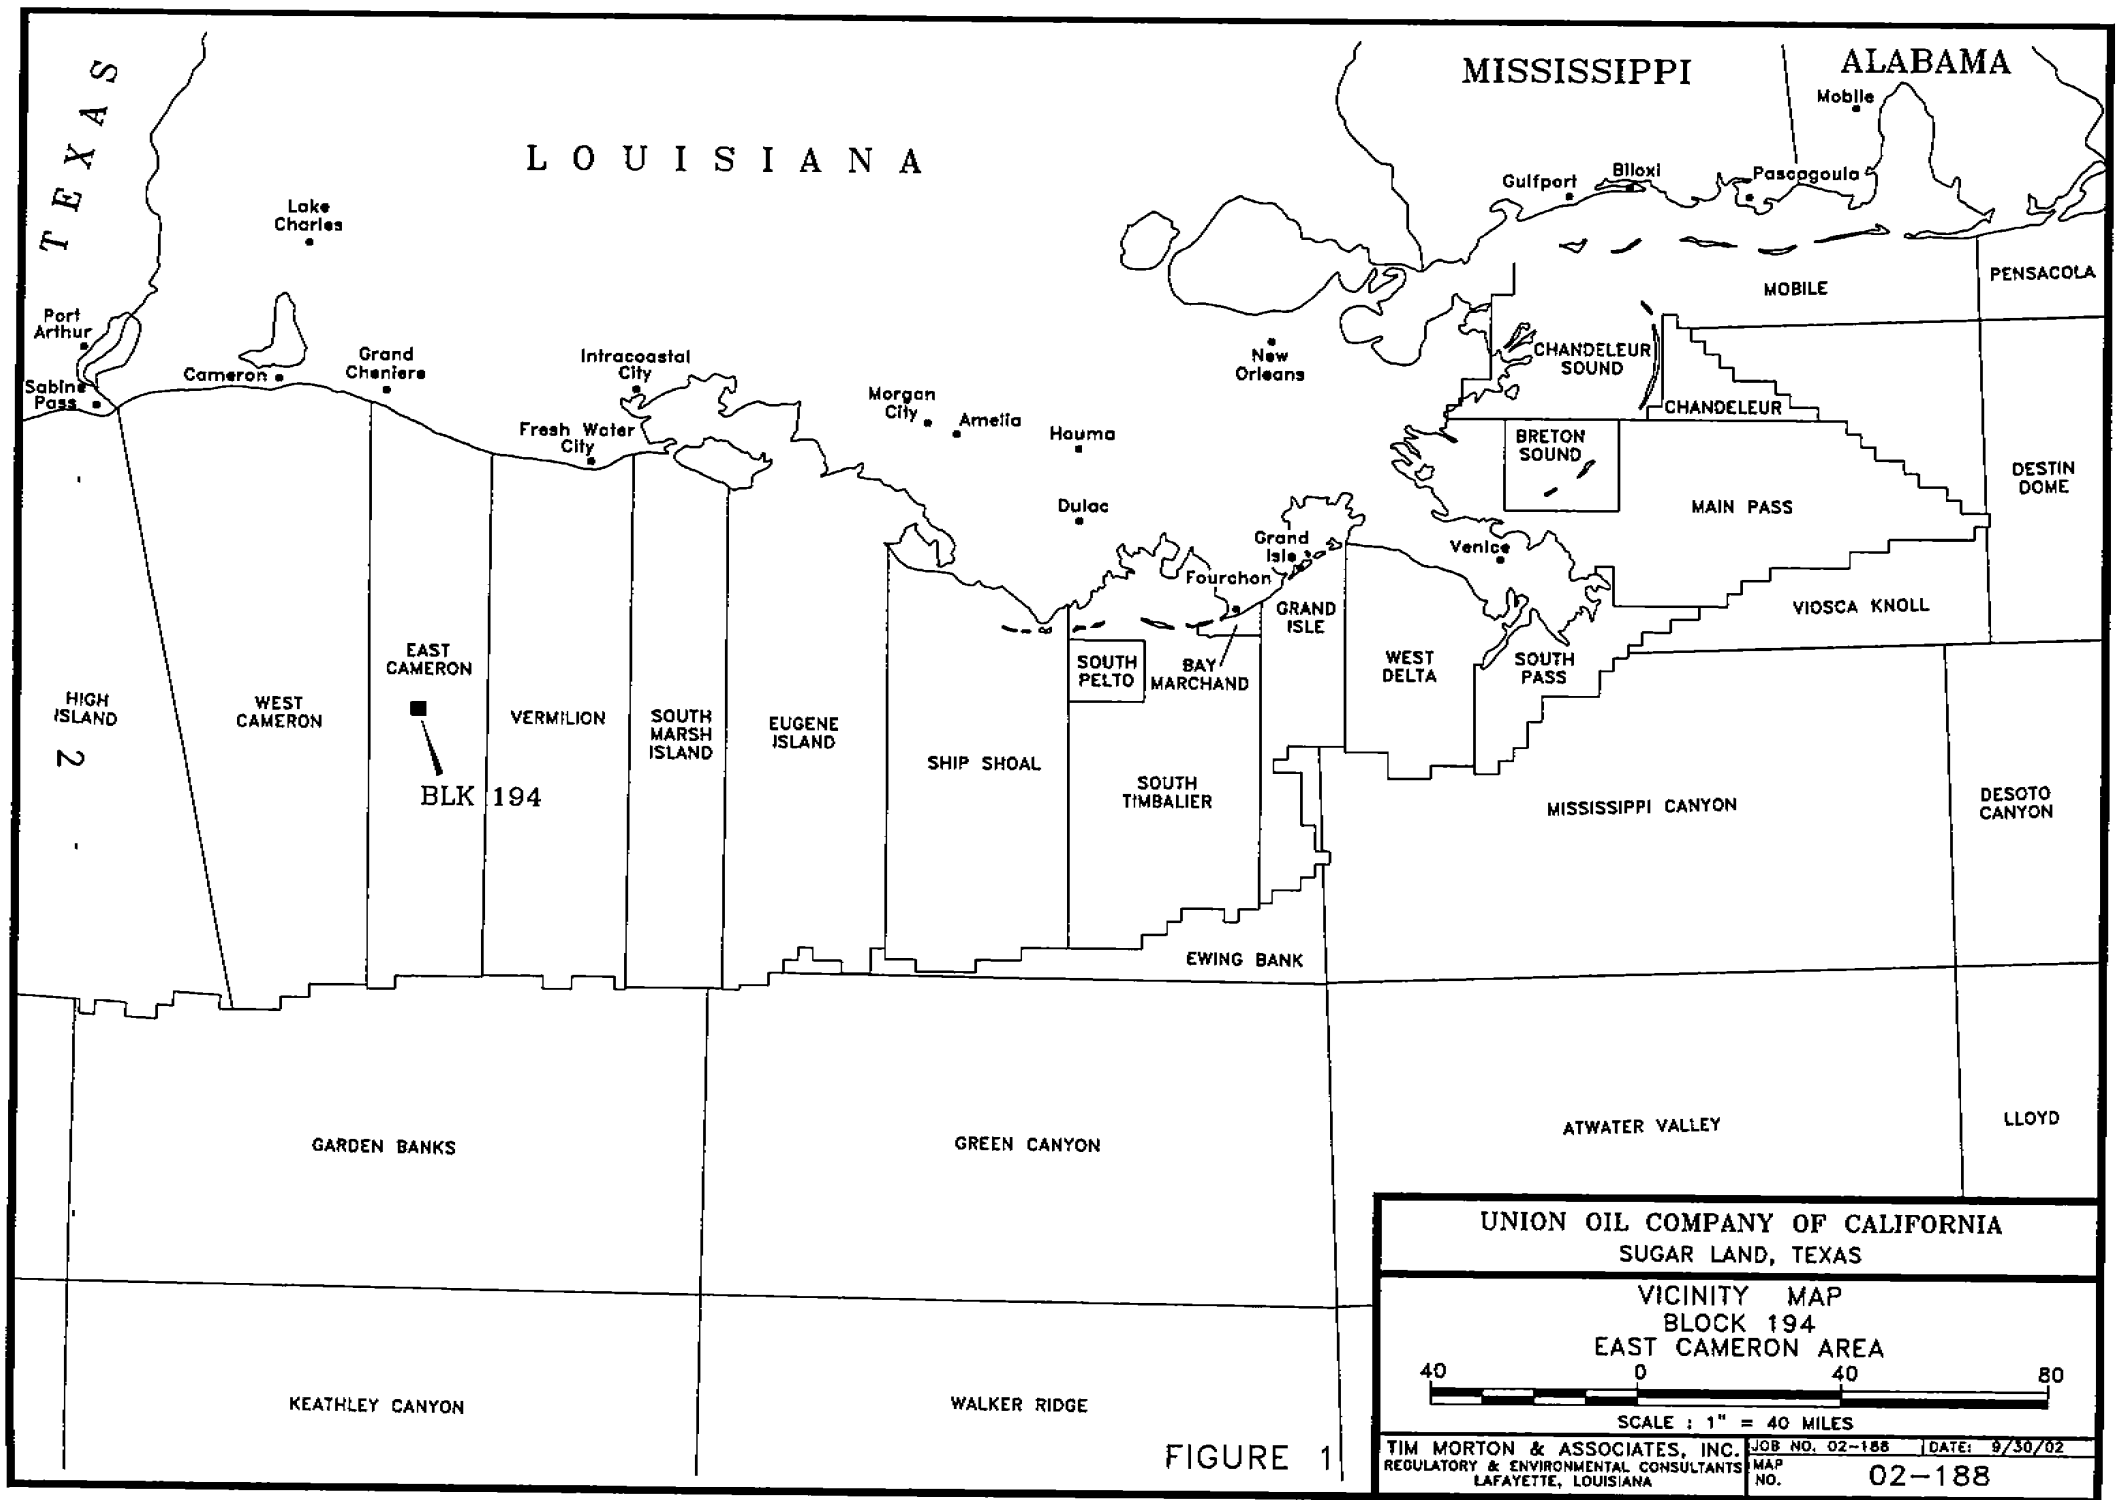 TEXAS
LOUISIANA
MISSISSIPPI
ALABAMA
Mobile
Lake
Charles
Gulfport
Biloxi
Pascagoula
PENSACOLA
MOBILE
Port
Arthur
Sabine
Pass
Cameron
Grand
Cheniere
Intracoastal
City
Fresh Water
City
Morgan
City
Amelia
Houma
New
Orleans
CHANDELEUR
SOUND
CHANDELEUR
BRETON
SOUND
MAIN PASS
DESTIN
DOME
Dulac
Grand
Isle
Fourchon
Venice
VIOSCA KNOLL
GRAND
ISLE
WEST
DELTA
SOUTH
PASS
SOUTH
PELTO
BAY
MARCHAND
HIGH
ISLAND
2
WEST
CAMERON
EAST
CAMERON
BLK 194
VERMILION
SOUTH
MARSH
ISLAND
EUGENE
ISLAND
SHIP SHOAL
SOUTH
TIMBALIER
MISSISSIPPI CANYON
DESOTO
CANYON
EWING BANK
GARDEN BANKS
GREEN CANYON
ATWATER VALLEY
LLOYD
KEATHLEY CANYON
WALKER RIDGE
FIGURE 1
UNION OIL COMPANY OF CALIFORNIA
SUGAR LAND, TEXAS
VICINITY MAP
BLOCK 194
EAST CAMERON AREA
40 0 40 80
SCALE : 1" = 40 MILES
TIM MORTON & ASSOCIATES, INC.
REGULATORY & ENVIRONMENTAL CONSULTANTS
LAFAYETTE, LOUISIANA
JOB NO. 02-188 DATE: 9/30/02
MAP
NO.
02-188